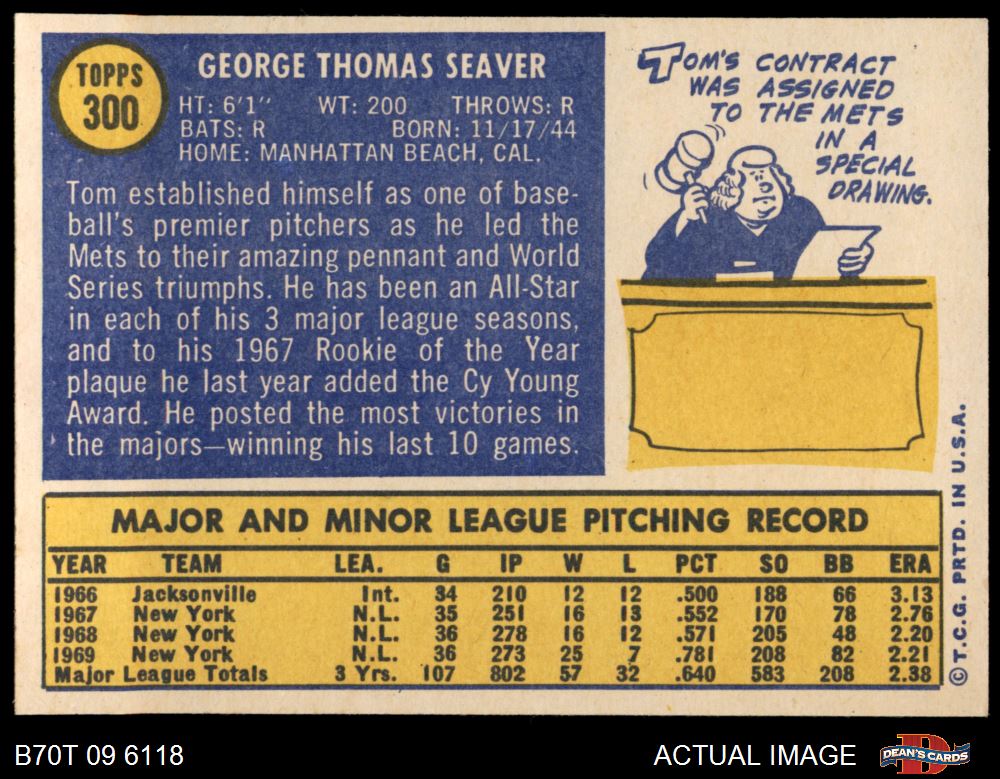 TOPPS
300
GEORGE THOMAS SEAVER
HT: 6'1" WT: 200 THROWS: R
BATS: R BORN: 11/17/44
HOME: MANHATTAN BEACH, CAL.
Tom established himself as one of base-
ball's premier pitchers as he led the
Mets to their amazing pennant and World
Series triumphs. He has been an All-Star
in each of his 3 major league seasons,
and to his 1967 Rookie of the Year
plaque he last year added the Cy Young
Award. He posted the most victories in
the majors—winning his last 10 games.
TOM'S CONTRACT
WAS ASSIGNED
TO THE METS
IN A
SPECIAL
DRAWING.
MAJOR AND MINOR LEAGUE PITCHING RECORD
YEAR TEAM LEA. G IP W L PCT SO BB ERA
1966 Jacksonville Int. 34 210 12 12 .500 188 66 3.13
1967 New York N.L. 35 251 16 13 .552 170 78 2.76
1968 New York N.L. 36 278 16 12 .571 205 48 2.20
1969 New York N.L. 36 273 25 7 .781 208 82 2.21
Major League Totals 3 Yrs. 107 802 57 32 .640 583 208 2.38
© T.C.G. PRTD. IN U.S.A.
B70T 09 6118
ACTUAL IMAGE
DEAN'S CARDS